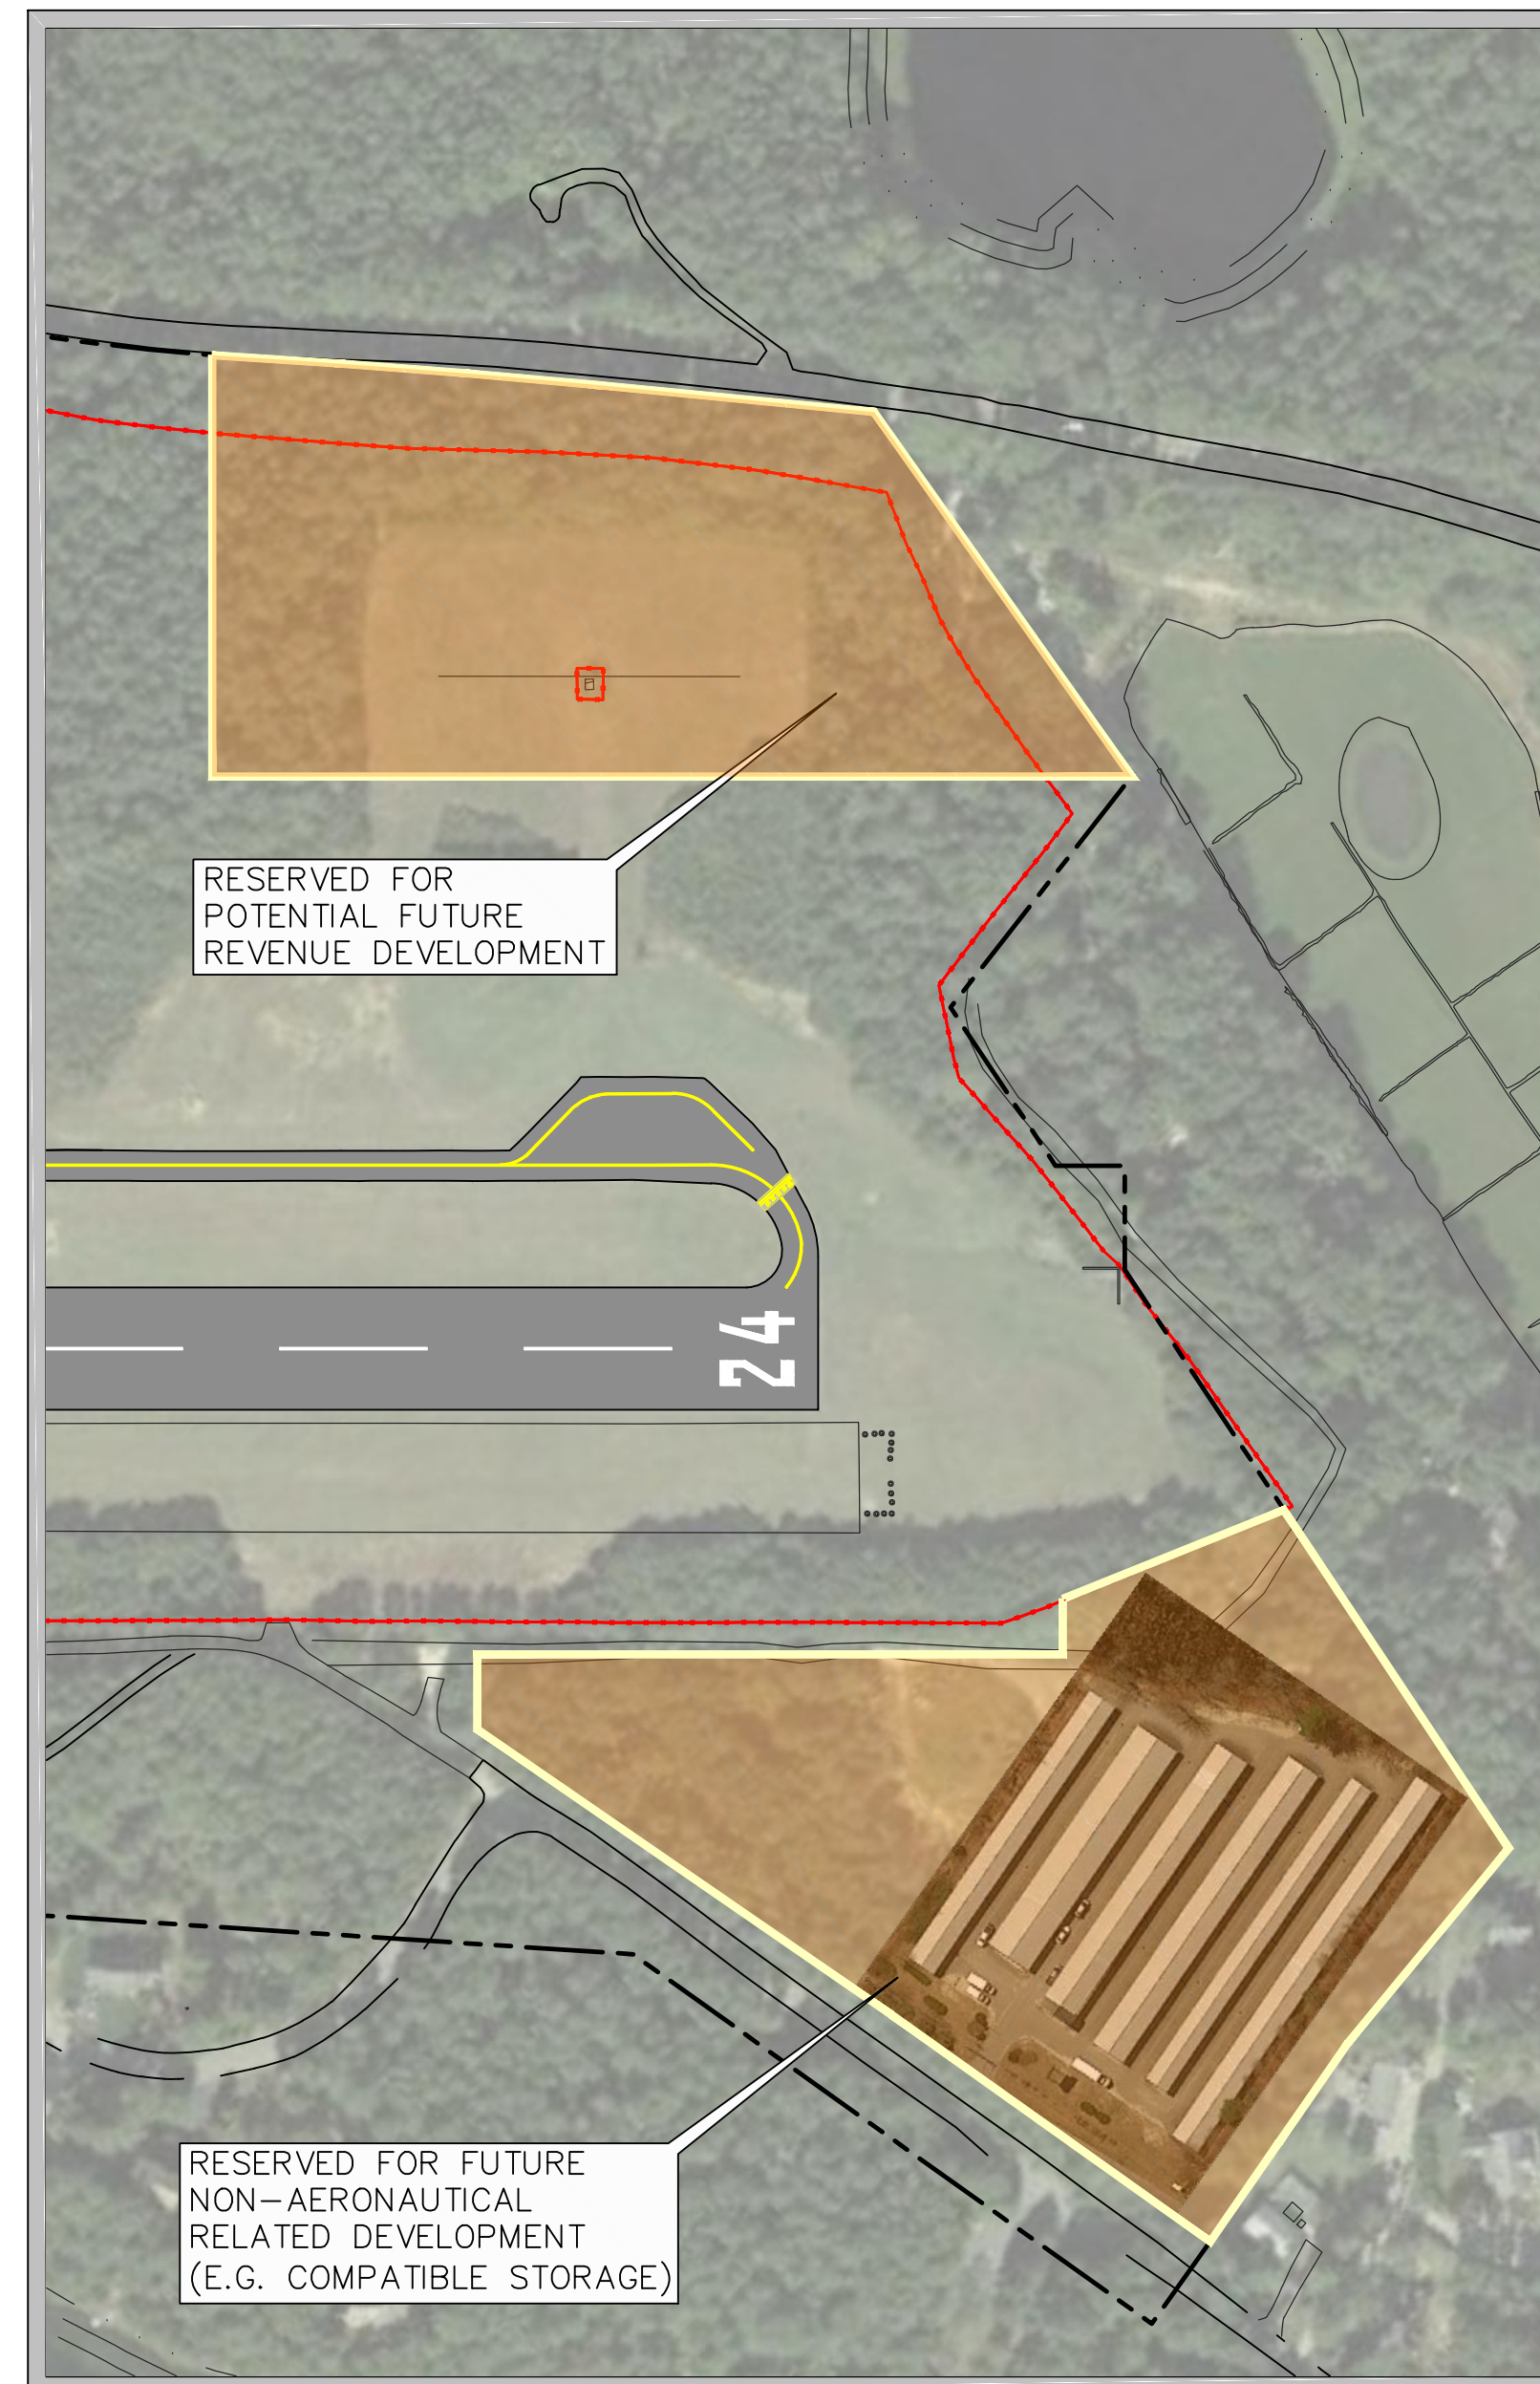 RESERVED FOR
POTENTIAL FUTURE
REVENUE DEVELOPMENT
24
RESERVED FOR FUTURE
NON-AERONAUTICAL
RELATED DEVELOPMENT
(E.G. COMPATIBLE STORAGE)